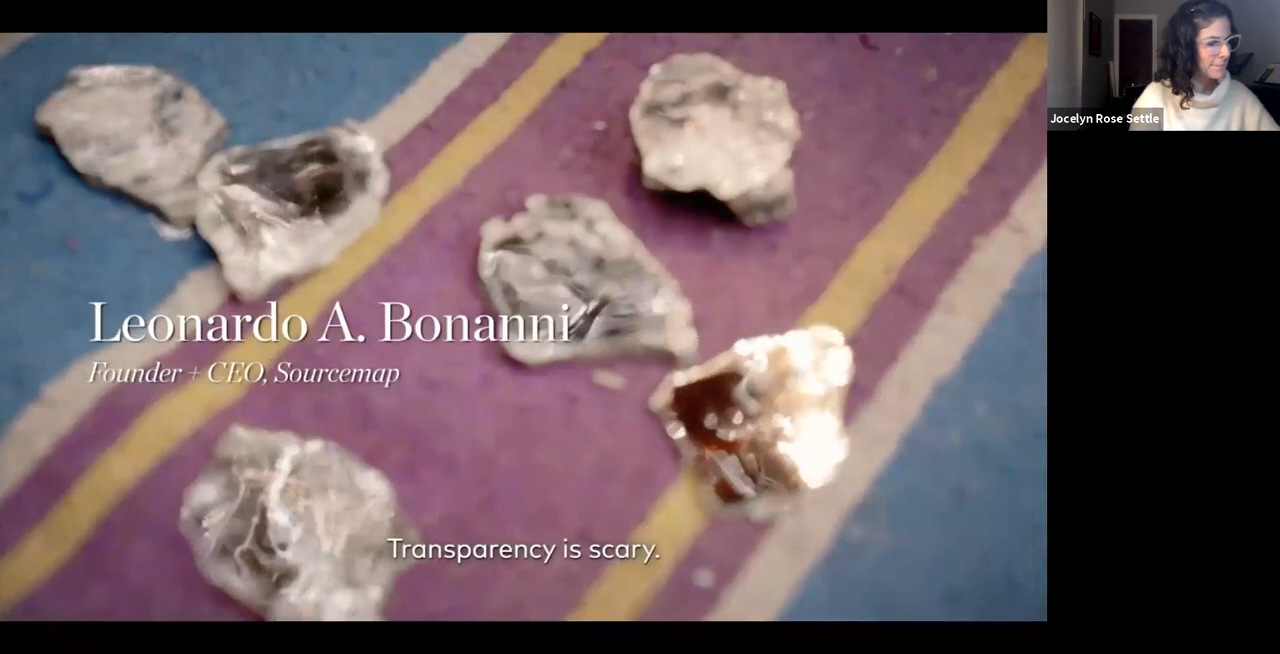 Jocelyn Rose Settle
Leonardo A. Bonanni
Founder + CEO, Sourcemap
Transparency is scary.